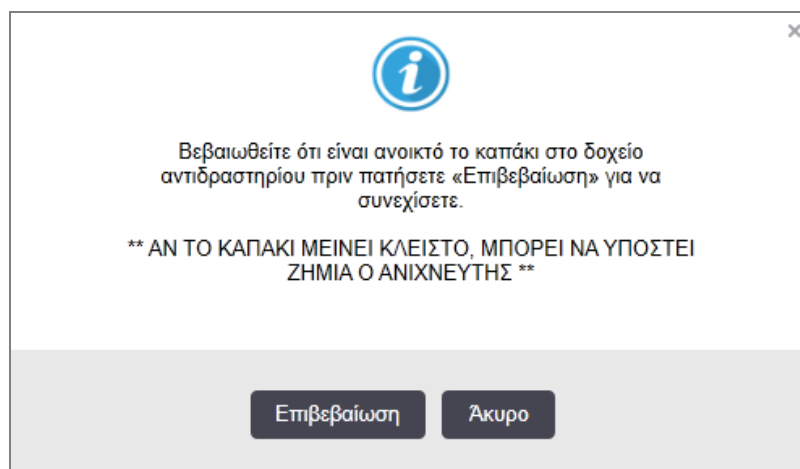 Βεβαιωθείτε ότι είναι ανοικτό το καπάκι στο δοχείο
αντιδραστηρίου πριν πατήσετε «Επιβεβαίωση» για να
συνεχίσετε.
** ΑΝ ΤΟ ΚΑΠΑΚΙ ΜΕΙΝΕΙ ΚΛΕΙΣΤΟ, ΜΠΟΡΕΙ ΝΑ ΥΠΟΣΤΕΙ
ΖΗΜΙΑ Ο ΑΝΙΧΝΕΥΤΗΣ **
Επιβεβαίωση Άκυρο